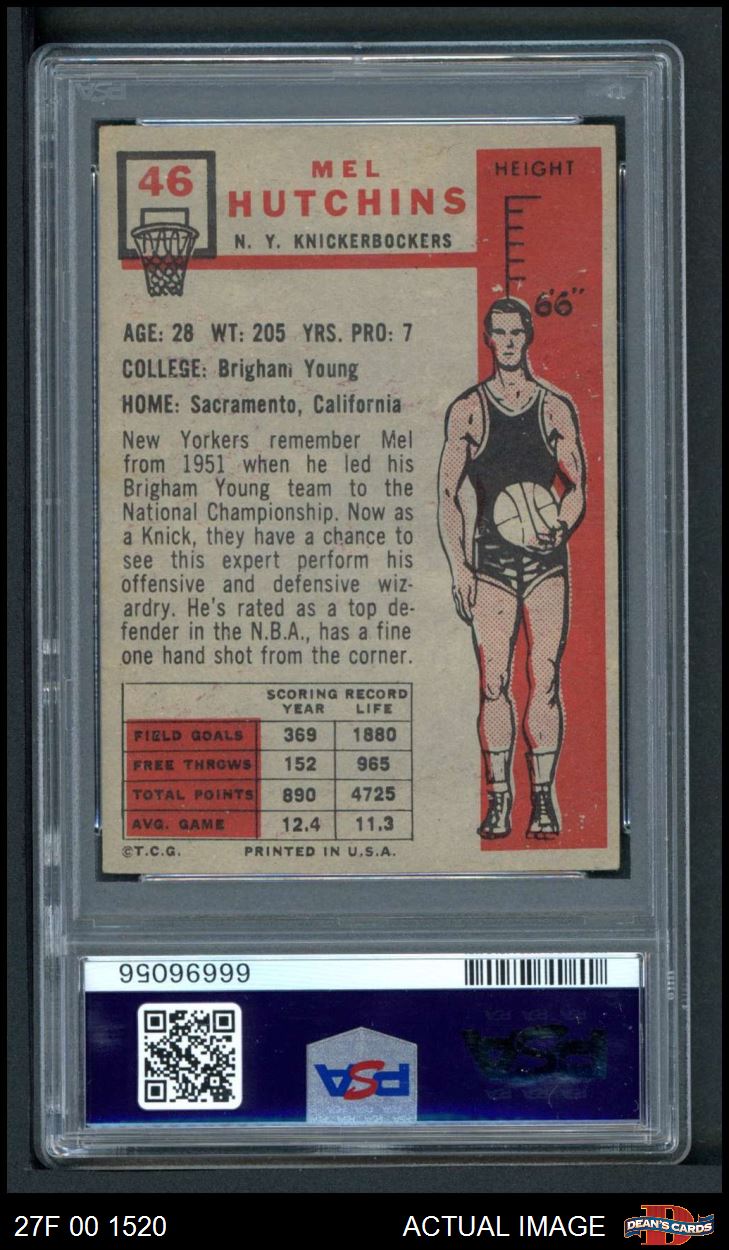 46
MEL
HUTCHINS
N. Y. KNICKERBOCKERS
HEIGHT
6'6"
AGE: 28 WT: 205 YRS. PRO: 7
COLLEGE: Brigham Young
HOME: Sacramento, California
New Yorkers remember Mel
from 1951 when he led his
Brigham Young team to the
National Championship. Now as
a Knick, they have a chance to
see this expert perform his
offensive and defensive wiz-
ardry. He's rated as a top de-
fender in the N.B.A., has a fine
one hand shot from the corner.
SCORING RECORD
YEAR LIFE
FIELD GOALS 369 1880
FREE THROWS 152 965
TOTAL POINTS 890 4725
AVG. GAME 12.4 11.3
©T.C.G. PRINTED IN U.S.A.
66696056
PSA
PSA
27F 00 1520
ACTUAL IMAGE
DEAN'S CARDS